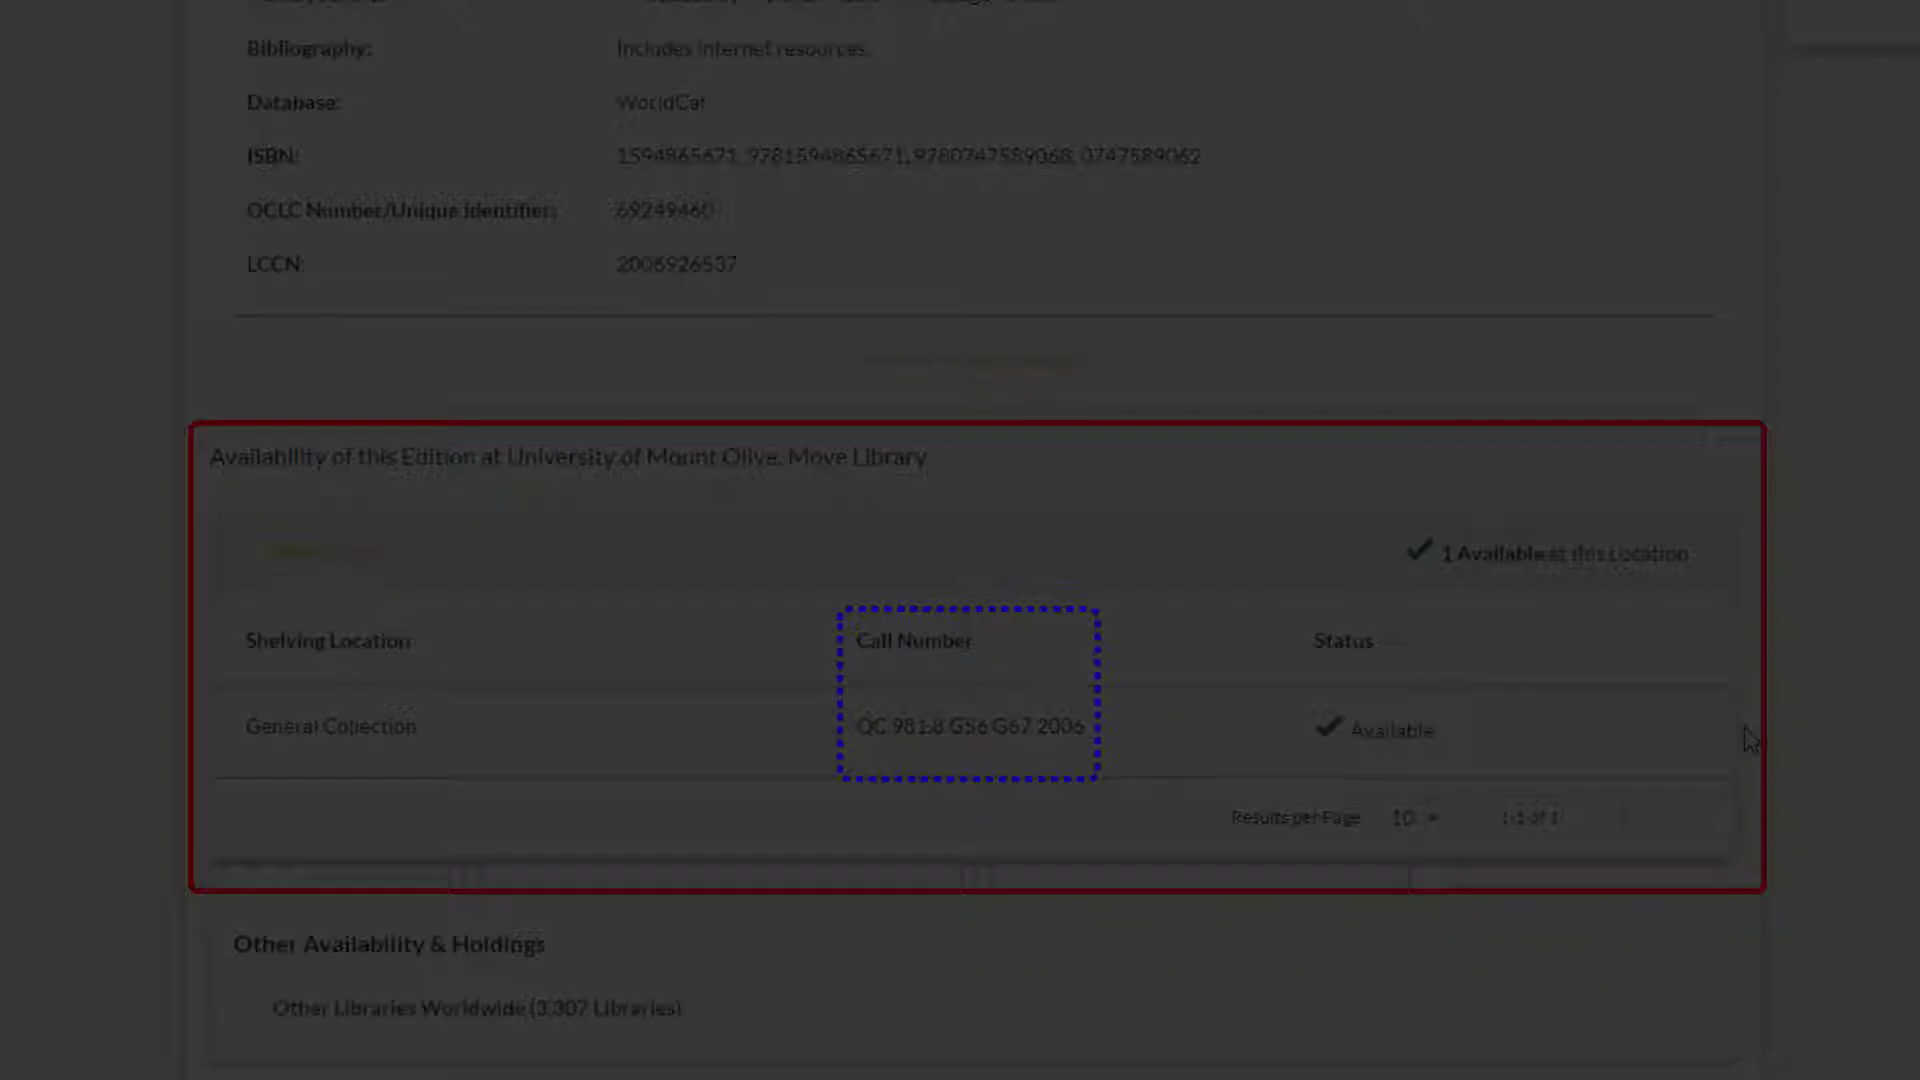 Bibliography: Includes Internet resources.
Database: WorldCat
ISBN: 1594865671, 9781594865671, 9780747589068, 0747589062
OCLC Number/Unique Identifier: 69249460
LCCN: 2006926537
Availability of this Edition at University of Mount Olive, Moye Library
1 Available at this Location
Shelving Location Call Number Status
General Collection QC 981.8 G56 G67 2006 Available
Results per Page 10 1-1 of 1
Other Availability & Holdings
Other Libraries Worldwide (3,307 Libraries)